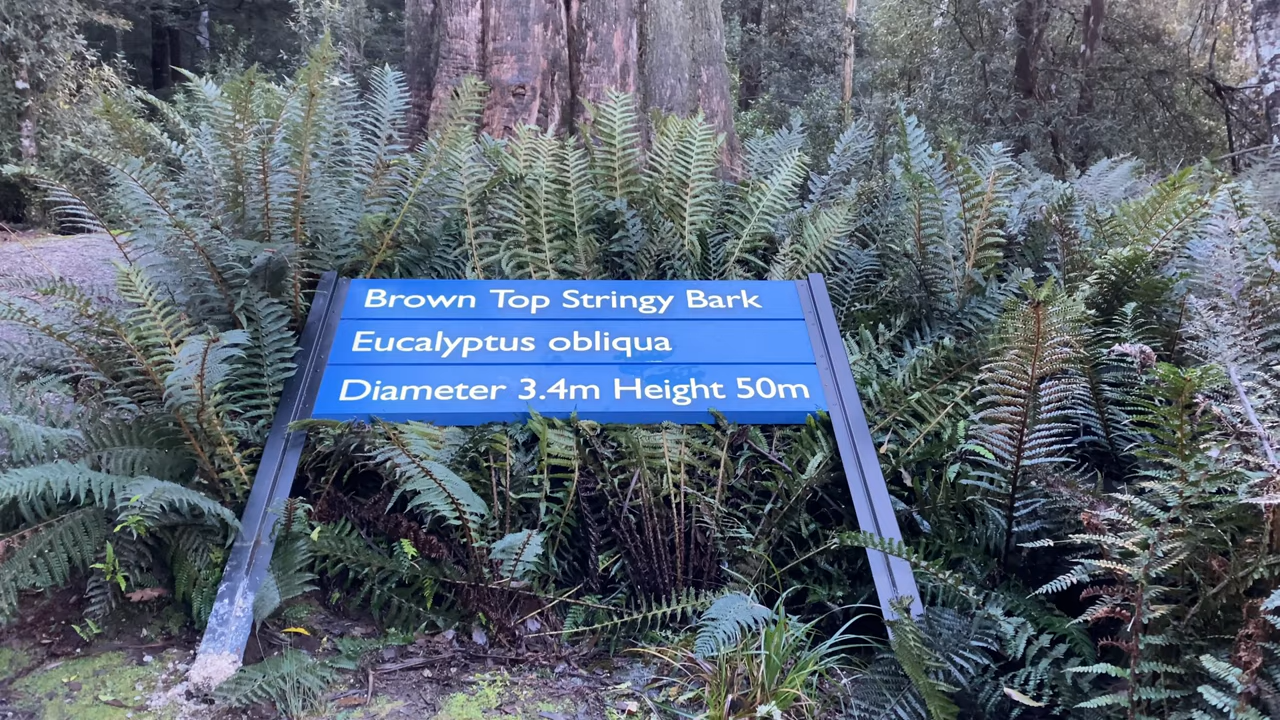 Brown Top Stringy Bark
Eucalyptus obliqua
Diameter 3.4m Height 50m